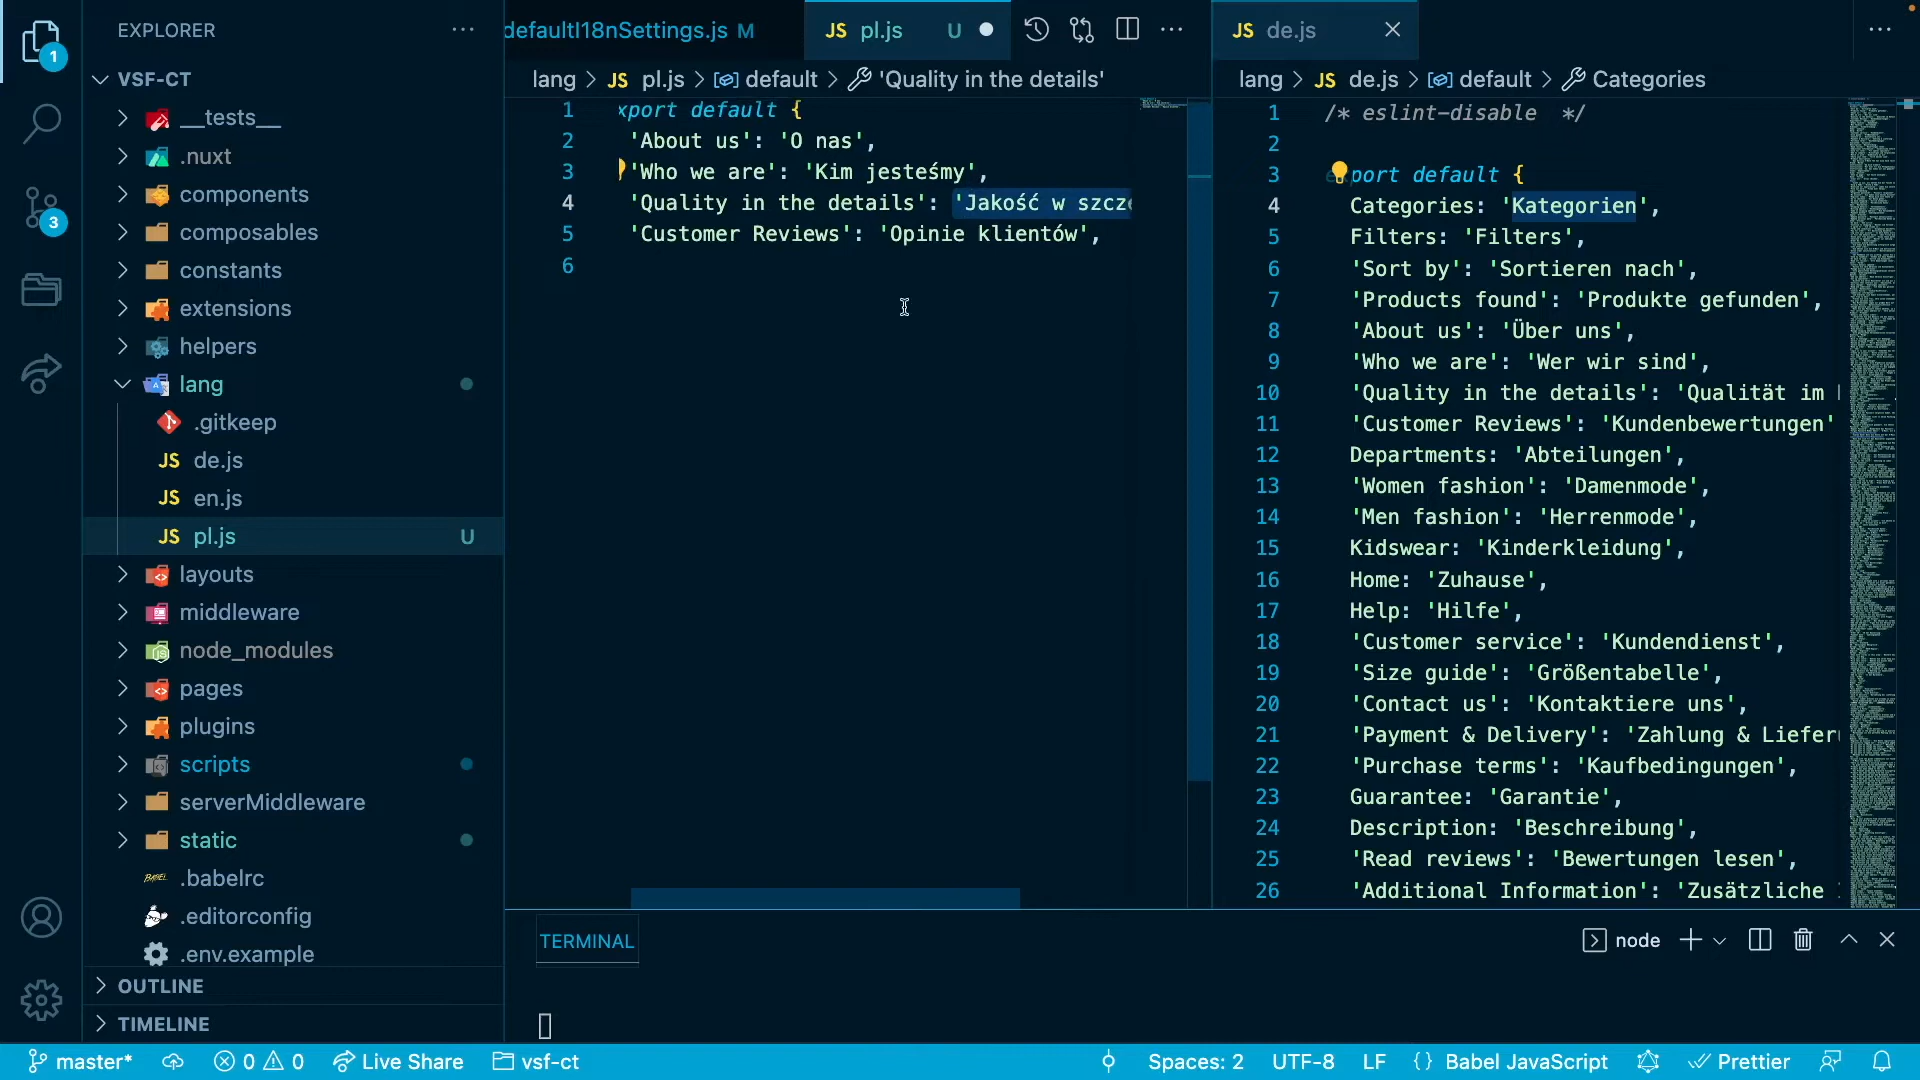 1
EXPLORER
VSF-CT
__tests__
.nuxt
components
3
composables
constants
extensions
helpers
lang
.gitkeep
JS de.js
JS en.js
JS pl.js U
layouts
middleware
node_modules
pages
plugins
scripts
serverMiddleware
static
BABEL .babelrc
.editorconfig
.env.example
OUTLINE
TIMELINE
defaultI18nSettings.js M
JS pl.js U
lang > JS pl.js > default > 'Quality in the details'
1 xport default {
2 'About us': 'O nas',
3 'Who we are': 'Kim jesteśmy',
4 'Quality in the details': 'Jakość w szcz
5 'Customer Reviews': 'Opinie klientów',
6
JS de.js
lang > JS de.js > default > Categories
1 /* eslint-disable */
2
3 export default {
4 Categories: 'Kategorien',
5 Filters: 'Filters',
6 'Sort by': 'Sortieren nach',
7 'Products found': 'Produkte gefunden',
8 'About us': 'Über uns',
9 'Who we are': 'Wer wir sind',
10 'Quality in the details': 'Qualität im
11 'Customer Reviews': 'Kundenbewertungen'
12 Departments: 'Abteilungen',
13 'Women fashion': 'Damenmode',
14 'Men fashion': 'Herrenmode',
15 Kidswear: 'Kinderkleidung',
16 Home: 'Zuhause',
17 Help: 'Hilfe',
18 'Customer service': 'Kundendienst',
19 'Size guide': 'Größentabelle',
20 'Contact us': 'Kontaktiere uns',
21 'Payment & Delivery': 'Zahlung & Liefer
22 'Purchase terms': 'Kaufbedingungen',
23 Guarantee: 'Garantie',
24 Description: 'Beschreibung',
25 'Read reviews': 'Bewertungen lesen',
26 'Additional Information': 'Zusätzliche
TERMINAL
node
master* 0 0 Live Share vsf-ct Spaces: 2 UTF-8 LF {} Babel JavaScript Prettier